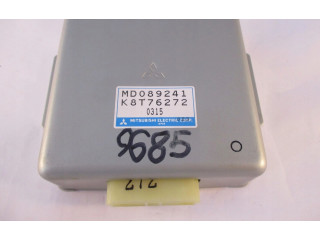 MD089241
K8T76272
0315
MITSUBISHI ELECTRIC CORP.
9685
212